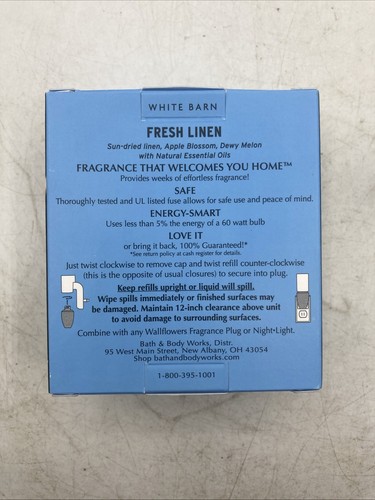 WHITE BARN
FRESH LINEN
Sun-dried linen, Apple Blossom, Dewy Melon
with Natural Essential Oils
FRAGRANCE THAT WELCOMES YOU HOME™
Provides weeks of effortless fragrance!
SAFE
Thoroughly tested and UL listed fuse allows for safe use and peace of mind.
ENERGY-SMART
Uses less than 5% the energy of a 60 watt bulb
LOVE IT
or bring it back, 100% Guaranteed!*
*See return policy at cash register for details.
Just twist clockwise to remove cap and twist refill counter-clockwise
(this is the opposite of usual closures) to secure into plug.
Keep refills upright or liquid will spill.
Wipe spills immediately or finished surfaces may
be damaged. Maintain 12-inch clearance above unit
to avoid damage to surrounding surfaces.
Combine with any Wallflowers Fragrance Plug or Night•Light.
Bath & Body Works, Distr.
95 West Main Street, New Albany, OH 43054
Shop bathandbodyworks.com
1-800-395-1001